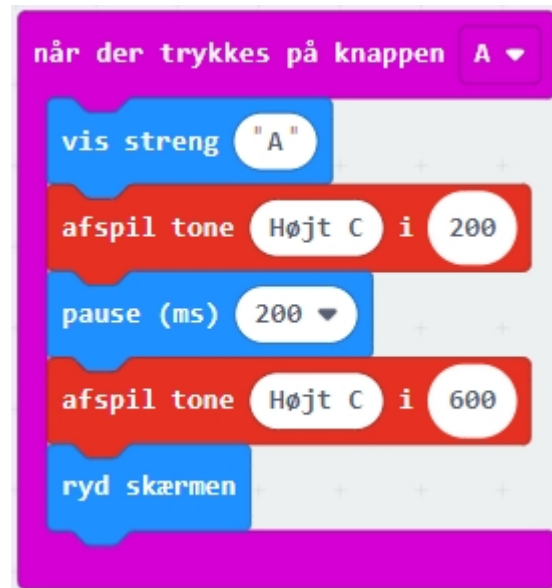 når der trykkes på knappen A
vis streng "A"
afspil tone Højt C i 200
pause (ms) 200
afspil tone Højt C i 600
ryd skærmen